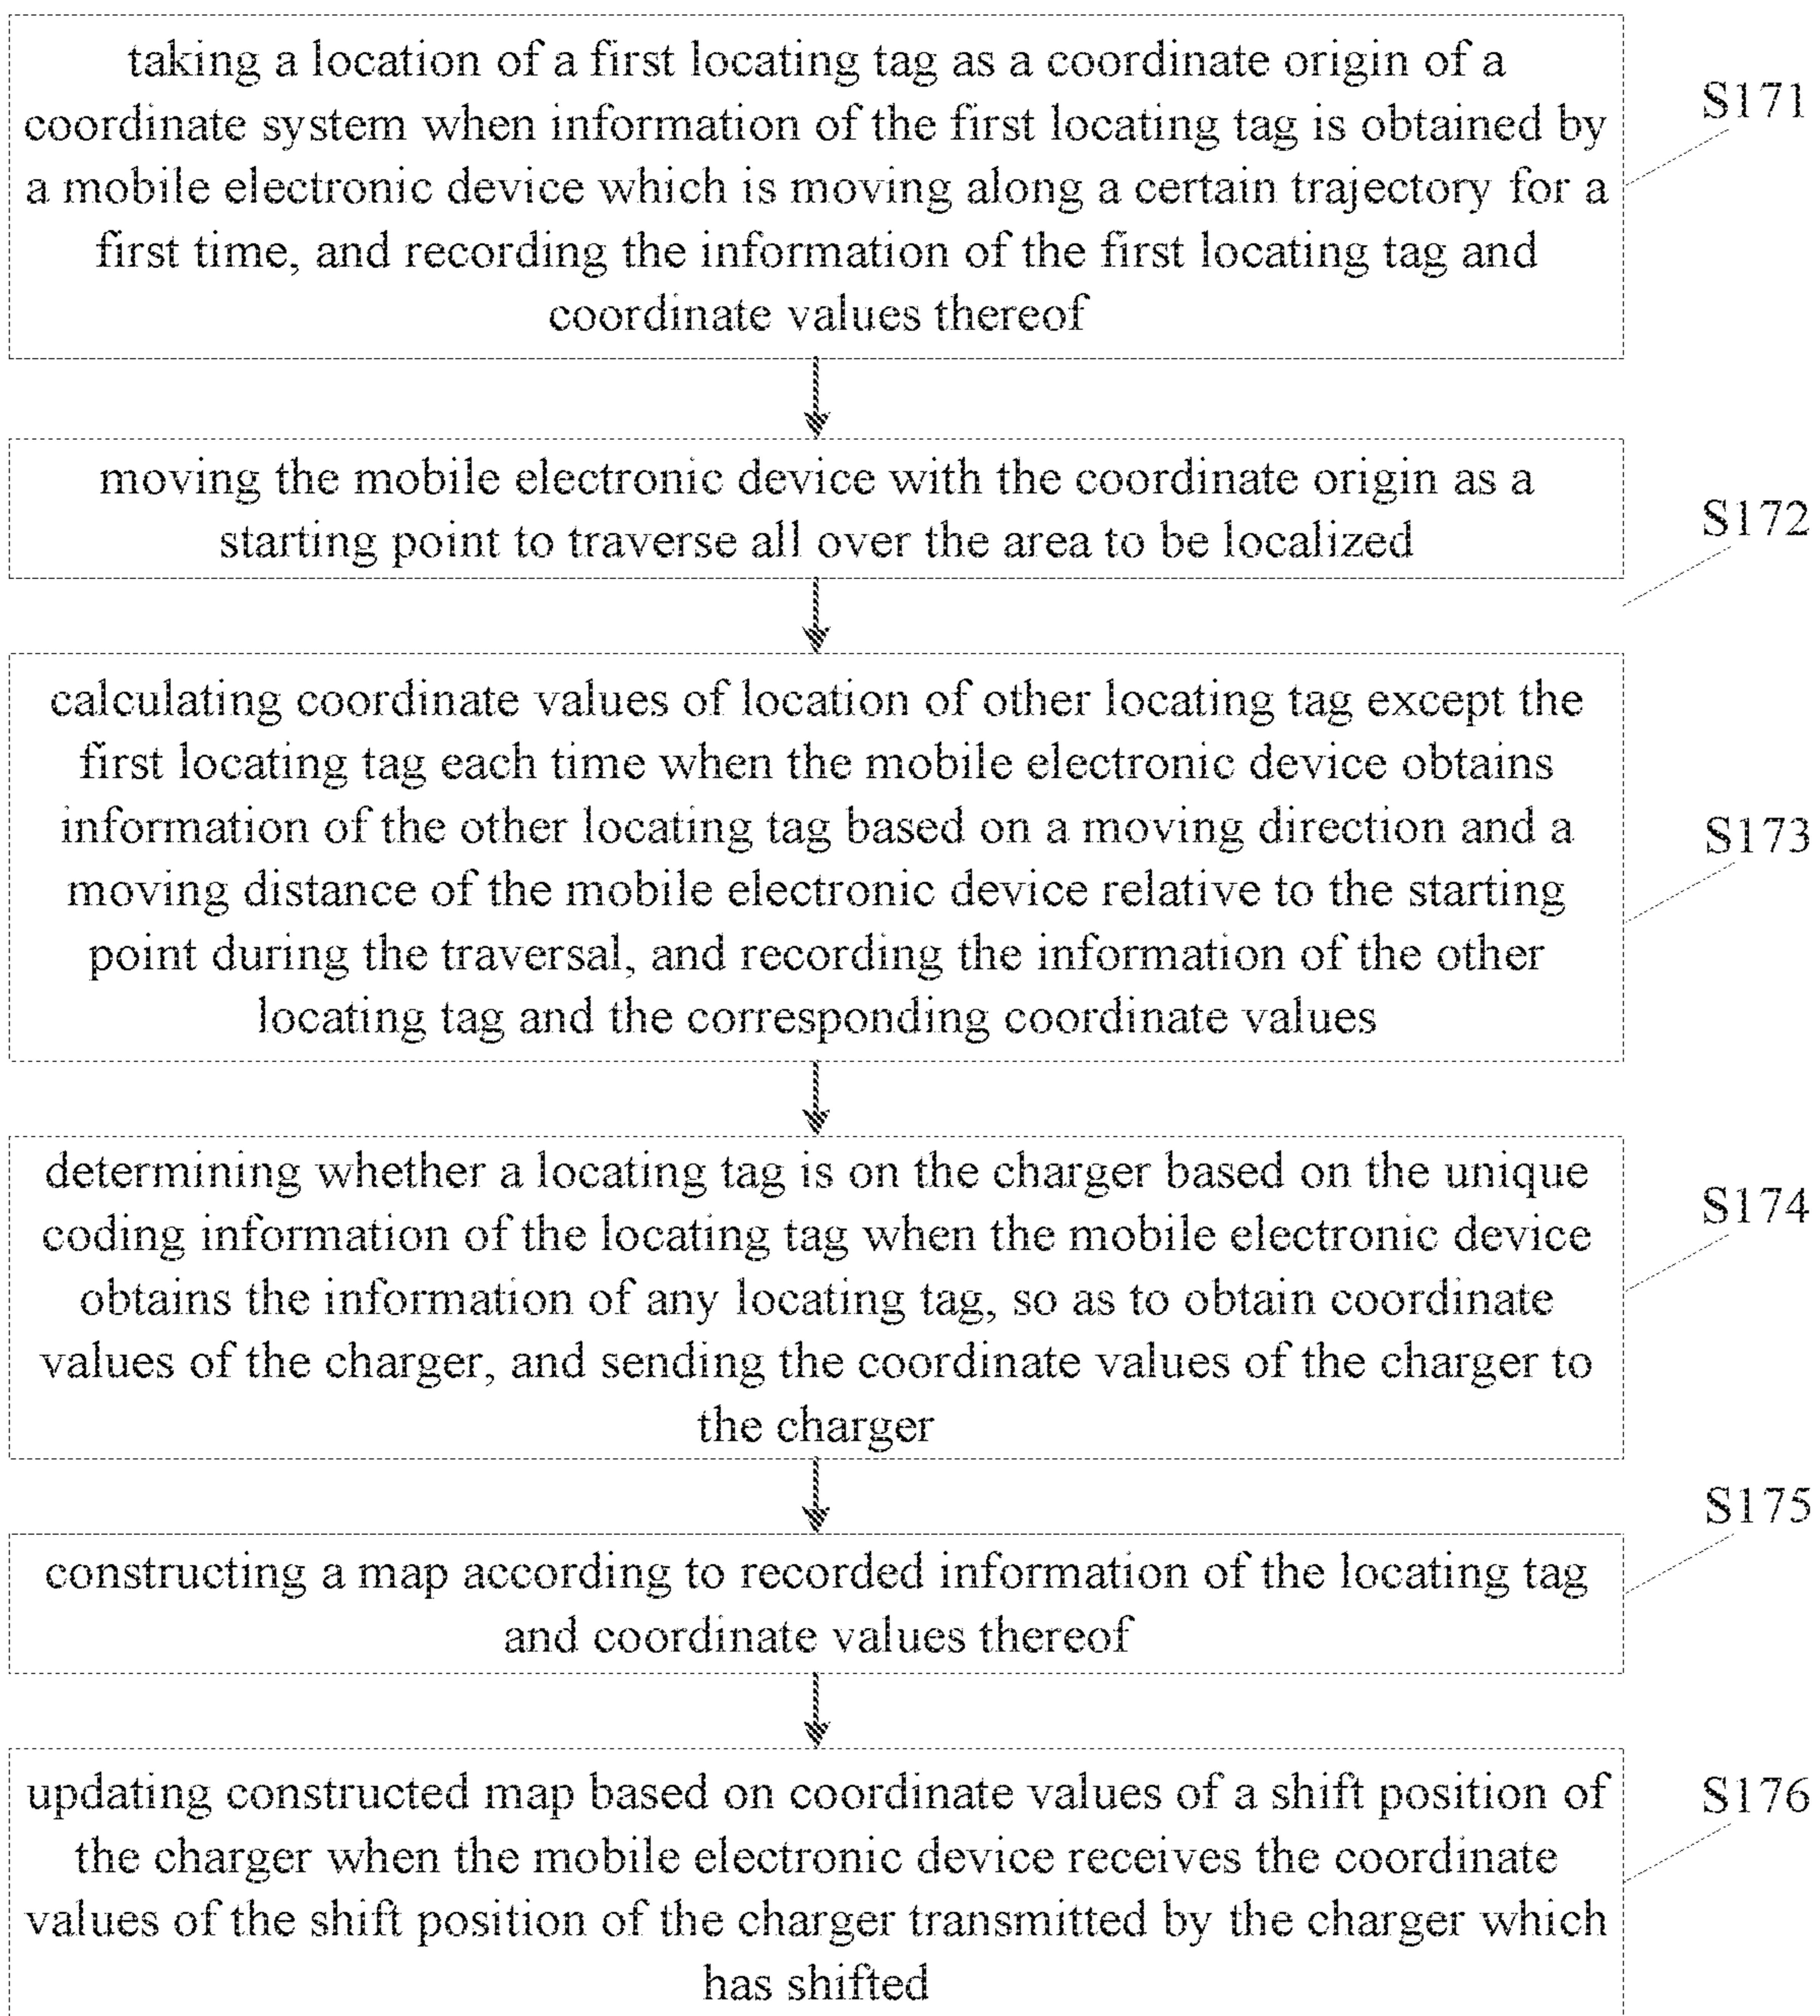 taking a location of a first locating tag as a coordinate origin of a
coordinate system when information of the first locating tag is obtained by
a mobile electronic device which is moving along a certain trajectory for a
first time, and recording the information of the first locating tag and
coordinate values thereof
S171
moving the mobile electronic device with the coordinate origin as a
starting point to traverse all over the area to be localized
S172
calculating coordinate values of location of other locating tag except the
first locating tag each time when the mobile electronic device obtains
information of the other locating tag based on a moving direction and a
moving distance of the mobile electronic device relative to the starting
point during the traversal, and recording the information of the other
locating tag and the corresponding coordinate values
S173
determining whether a locating tag is on the charger based on the unique
coding information of the locating tag when the mobile electronic device
obtains the information of any locating tag, so as to obtain coordinate
values of the charger, and sending the coordinate values of the charger to
the charger
S174
constructing a map according to recorded information of the locating tag
and coordinate values thereof
S175
updating constructed map based on coordinate values of a shift position of
the charger when the mobile electronic device receives the coordinate
values of the shift position of the charger transmitted by the charger which
has shifted
S176